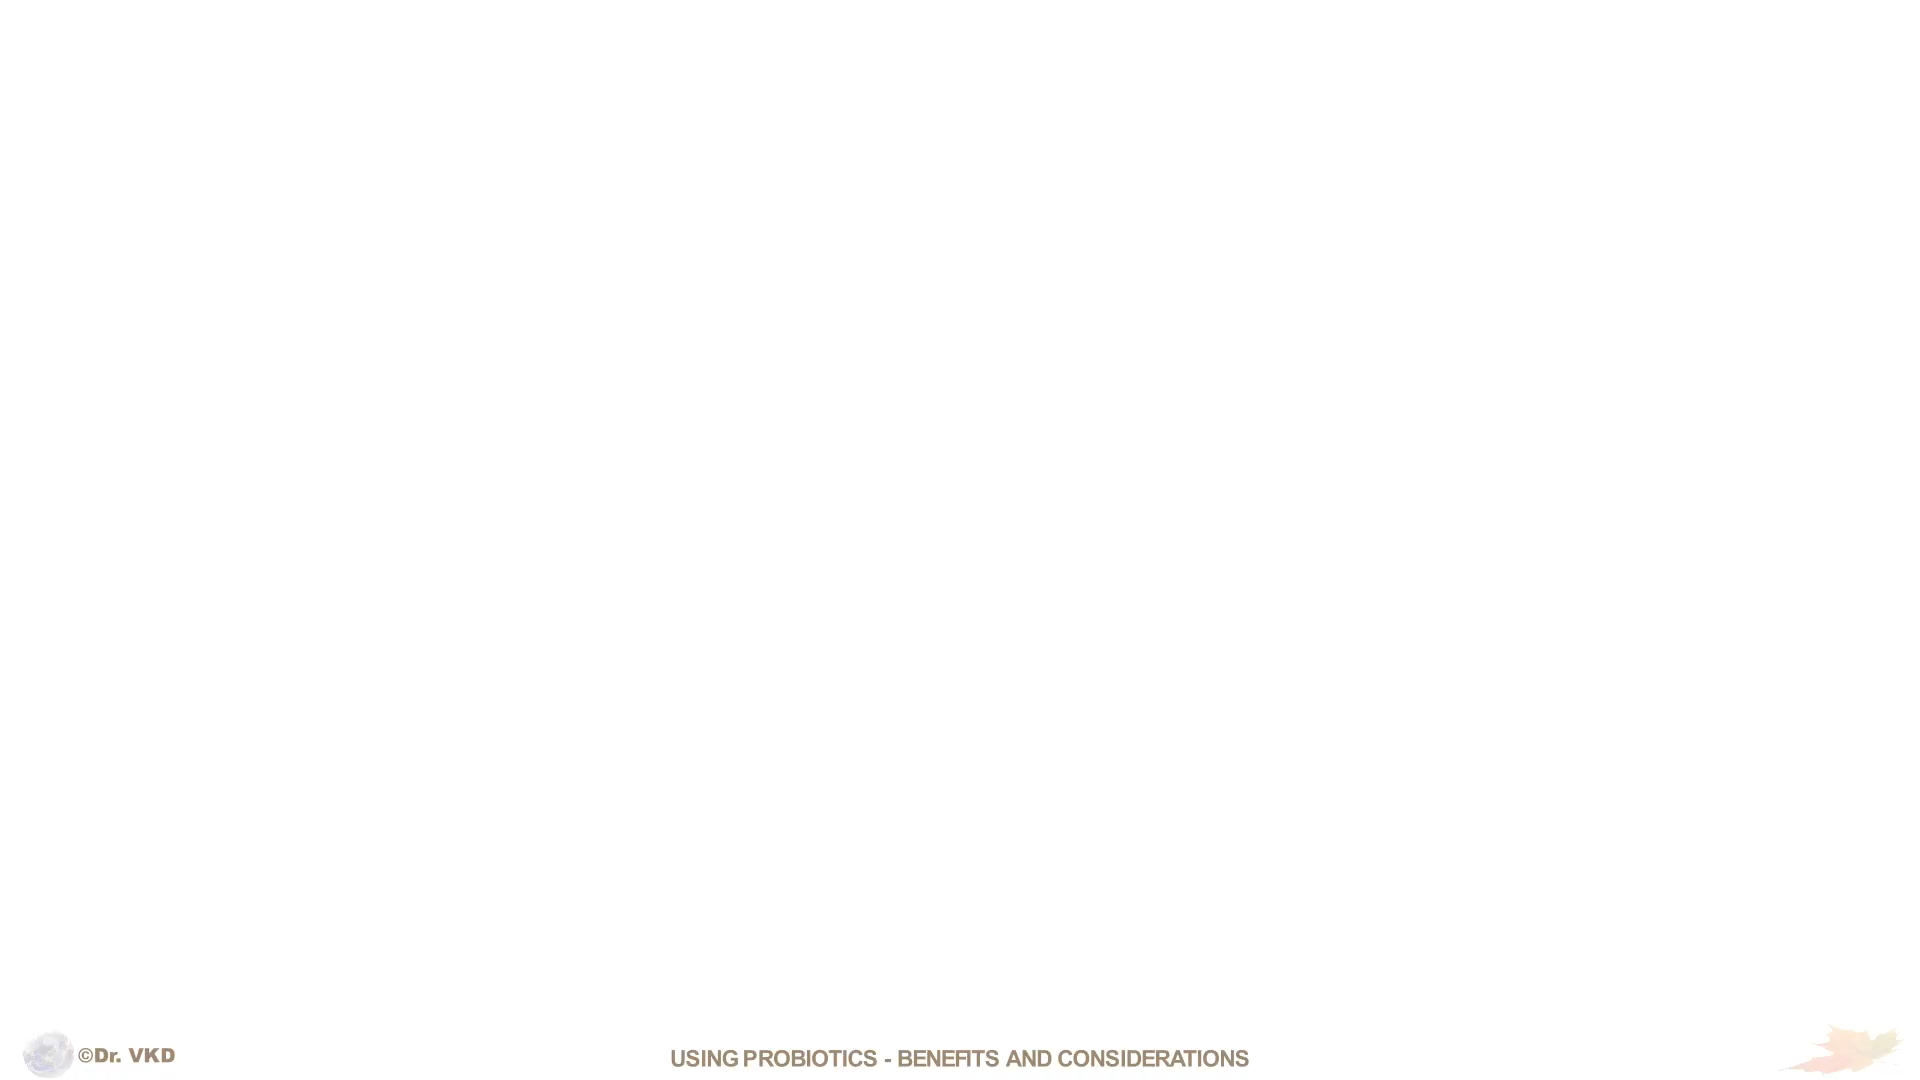 ©Dr. VKD
USING PROBIOTICS - BENEFITS AND CONSIDERATIONS